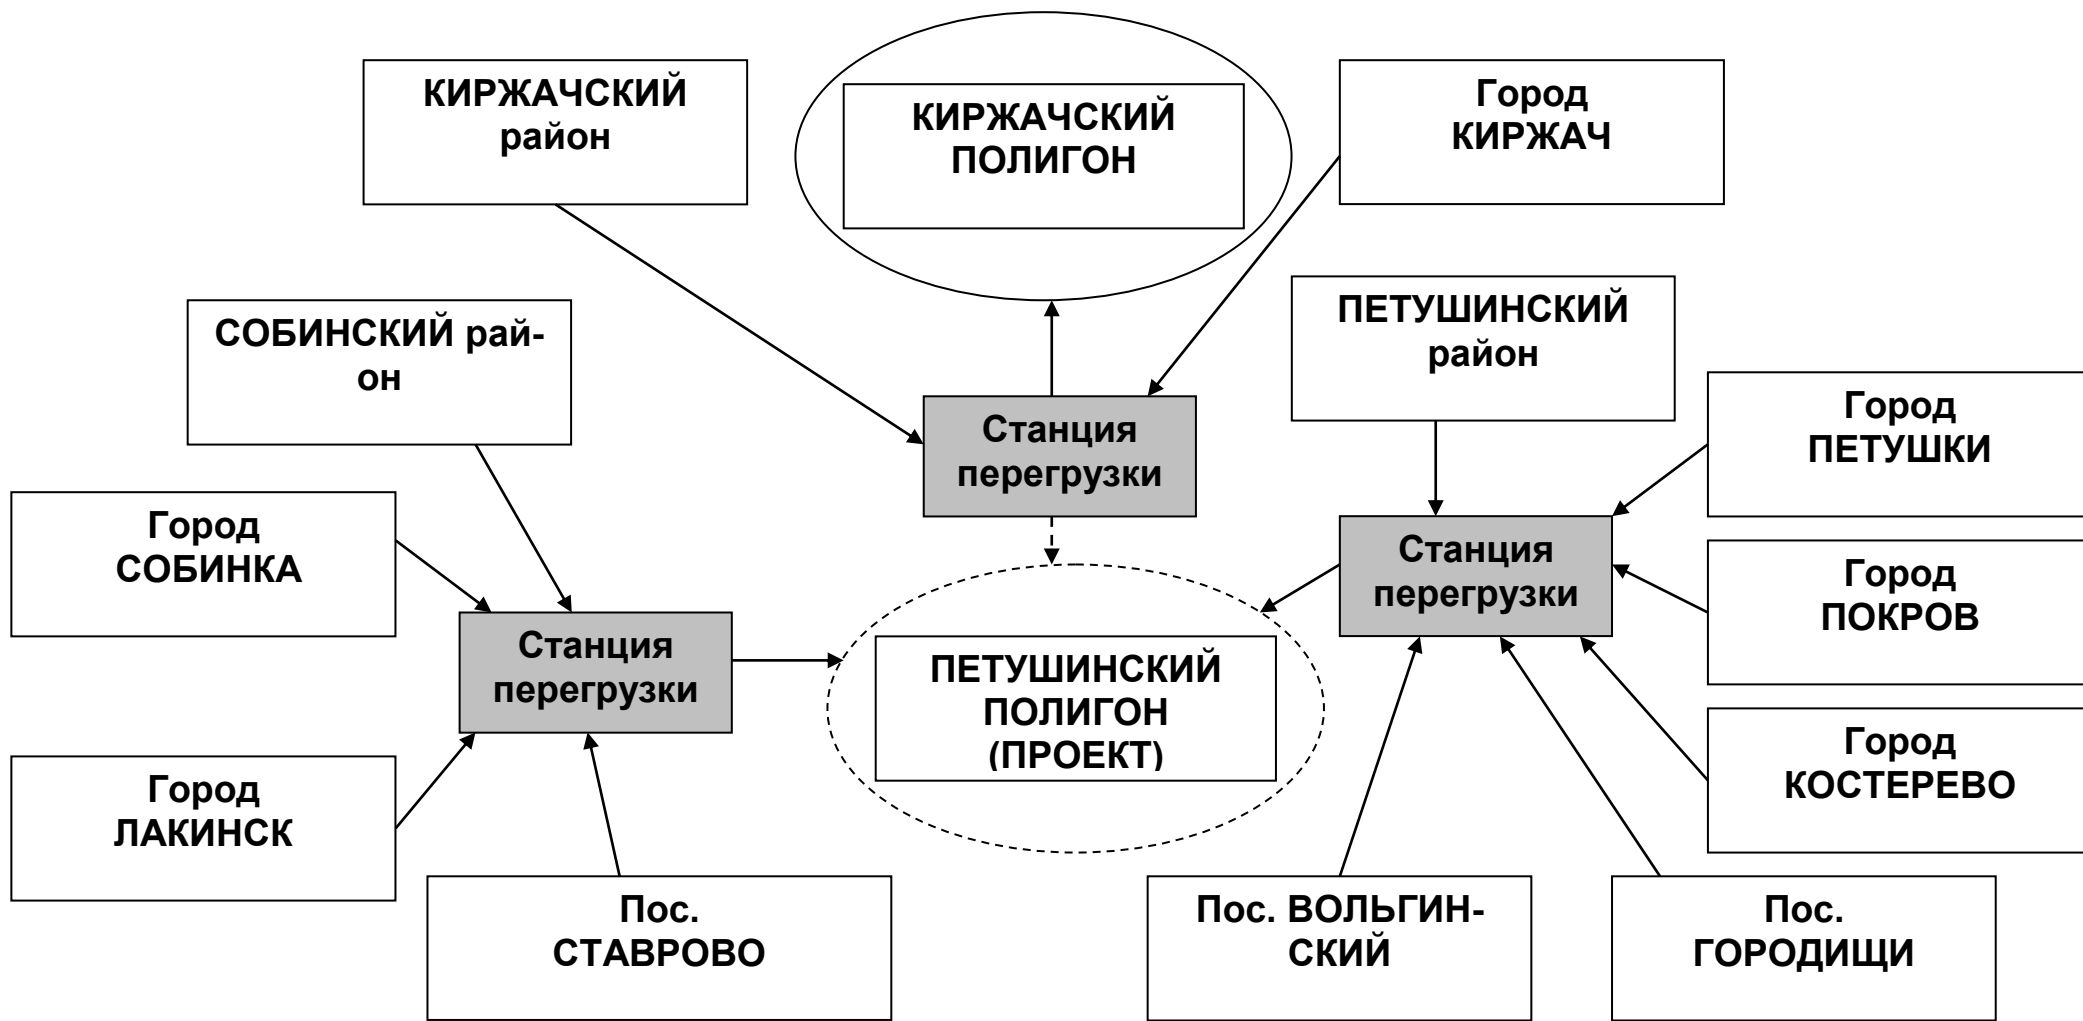 КИРЖАЧСКИЙ
район
КИРЖАЧСКИЙ
ПОЛИГОН
Город
КИРЖАЧ
СОБИНСКИЙ рай-
он
ПЕТУШИНСКИЙ
район
Станция
перегрузки
Город
ПЕТУШКИ
Город
СОБИНКА
Станция
перегрузки
Город
ПОКРОВ
Станция
перегрузки
ПЕТУШИНСКИЙ
ПОЛИГОН
(ПРОЕКТ)
Город
КОСТЕРЕВО
Город
ЛАКИНСК
Пос.
СТАВРОВО
Пос. ВОЛЬГИН-
СКИЙ
Пос.
ГОРОДИЩИ